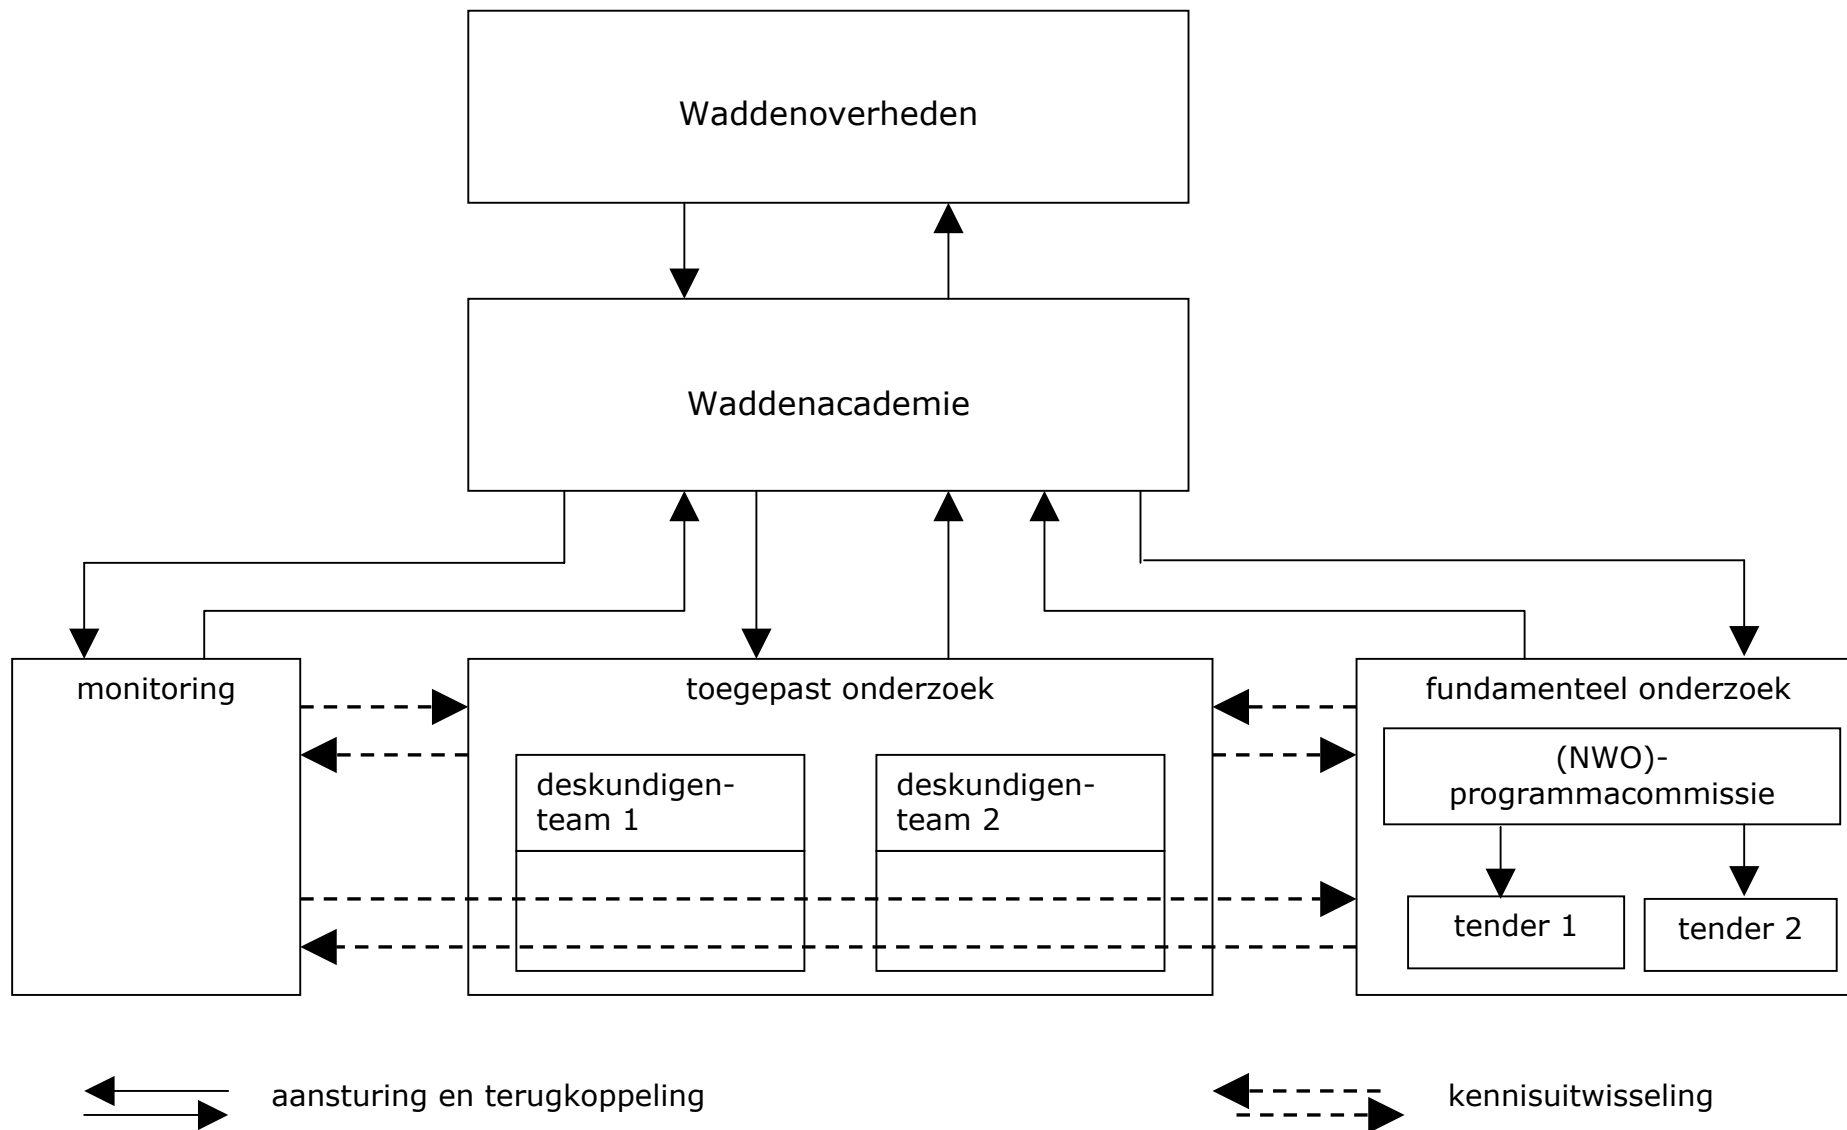 Waddenoverheden
Waddenacademie
monitoring
toegepast onderzoek
fundamenteel onderzoek
deskundigen-
team 1
deskundigen-
team 2
(NWO)-
programmacommissie
tender 1
tender 2
aansturing en terugkoppeling
kennisuitwisseling